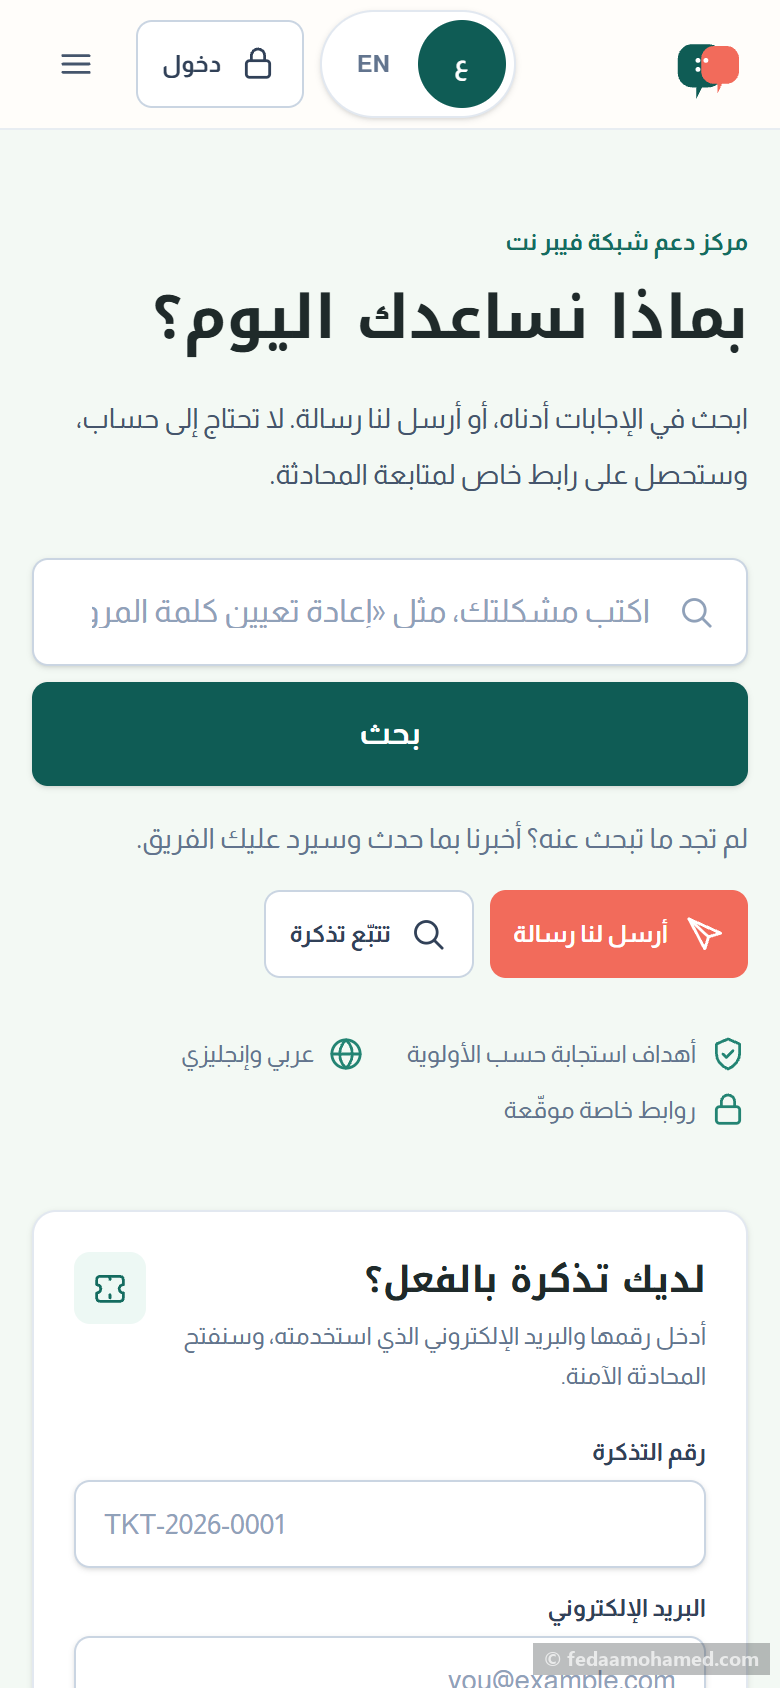 ع
EN
دخول
مركز دعم شبكة فيبر نت
بماذا نساعدك اليوم؟
ابحث في الإجابات أدناه، أو أرسل لنا رسالة. لا تحتاج إلى حساب،
وستحصل على رابط خاص لمتابعة المحادثة.
اكتب مشكلتك، مثل «إعادة تعيين كلمة المرو
بحث
لم تجد ما تبحث عنه؟ أخبرنا بما حدث وسيرد عليك الفريق.
أرسل لنا رسالة
تتبّع تذكرة
أهداف استجابة حسب الأولوية
عربي وإنجليزي
روابط خاصة موقّعة
لديك تذكرة بالفعل؟
أدخل رقمها والبريد الإلكتروني الذي استخدمته، وسنفتح
المحادثة الآمنة.
رقم التذكرة
TKT-2026-0001
البريد الإلكتروني
you@example.com
© fedaamohamed.com